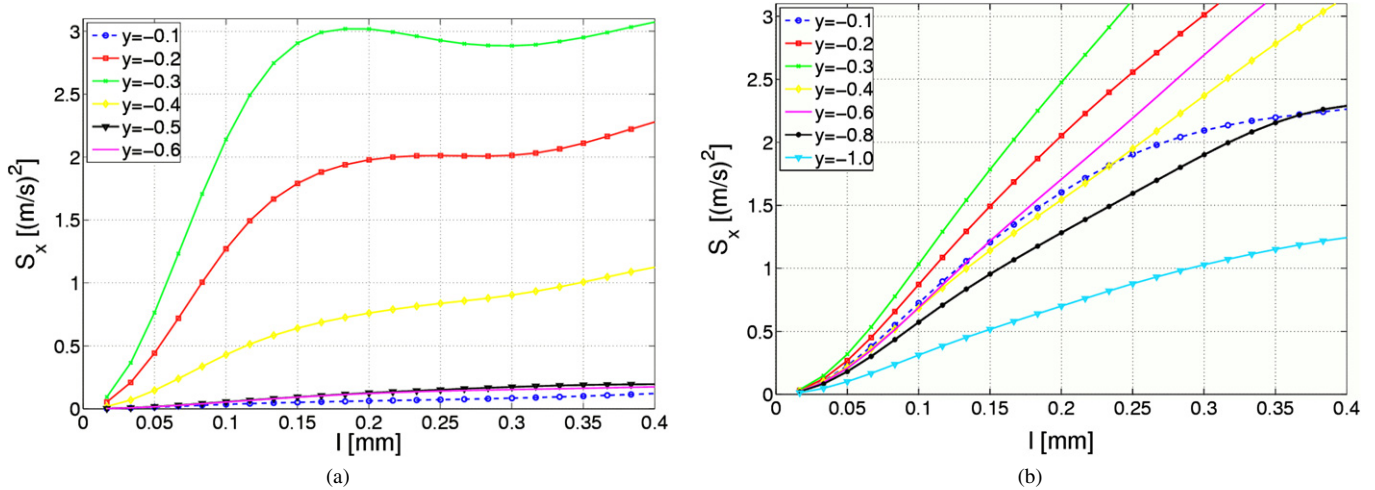 3
2.5
2
1.5
1
0.5
0
S_x [(m/s)^2]
y=-0.1
y=-0.2
y=-0.3
y=-0.4
y=-0.5
y=-0.6
0 0.05 0.1 0.15 0.2 0.25 0.3 0.35 0.4
l [mm]
(a)
3
2.5
2
1.5
1
0.5
0
S_x [(m/s)^2]
y=-0.1
y=-0.2
y=-0.3
y=-0.4
y=-0.6
y=-0.8
y=-1.0
0 0.05 0.1 0.15 0.2 0.25 0.3 0.35 0.4
l [mm]
(b)